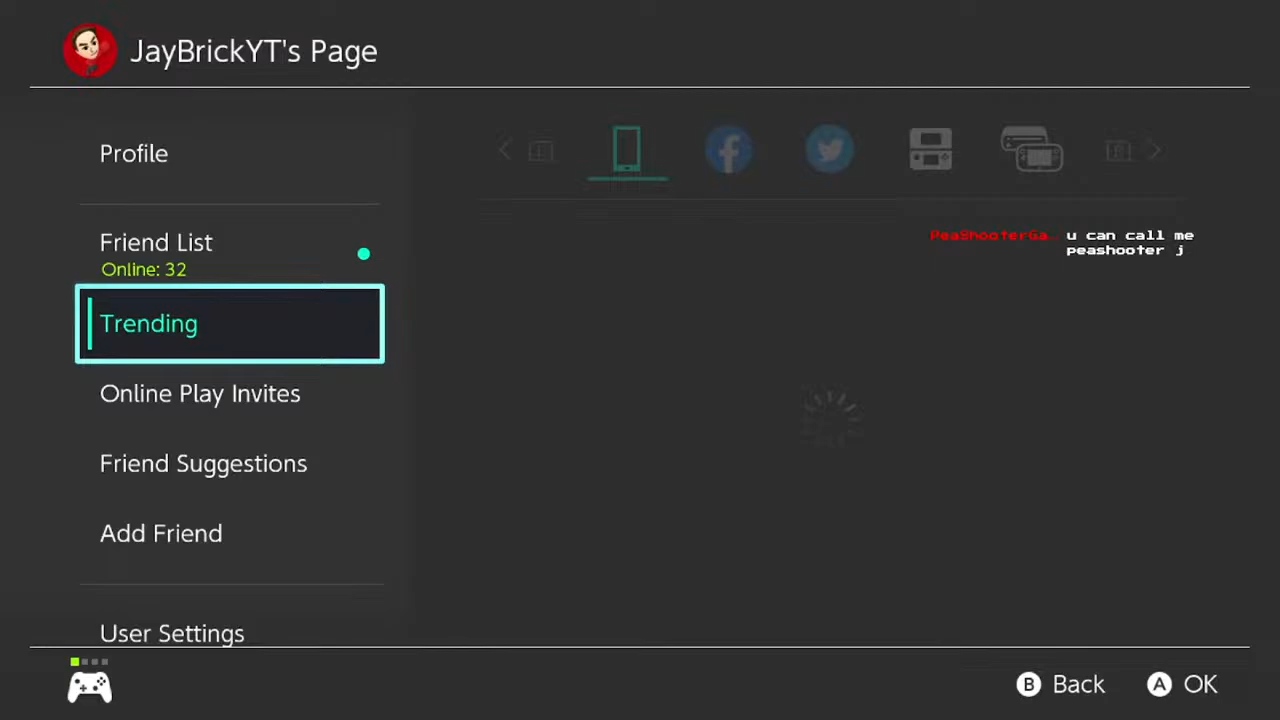 JayBrickYT's Page
Profile
Friend List
Online: 32
Trending
Online Play Invites
Friend Suggestions
Add Friend
User Settings
PeaShooterGa… u can call me
peashooter j
B Back
A OK